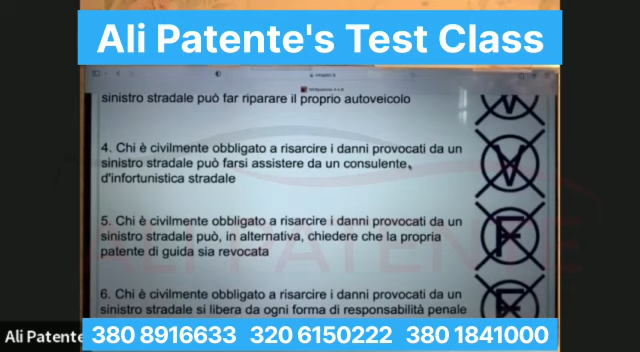 Ali Patente's Test Class
sinistro stradale può far riparare il proprio autoveicolo
V
4. Chi è civilmente obbligato a risarcire i danni provocati da un
sinistro stradale può farsi assistere da un consulente
d'infortunistica stradale
V
5. Chi è civilmente obbligato a risarcire i danni provocati da un
sinistro stradale può, in alternativa, chiedere che la propria
patente di guida sia revocata
F
ALI PATENTE
6. Chi è civilmente obbligato a risarcire i danni provocati da un
sinistro stradale si libera da ogni forma di responsabilità penale
F
Ali Patente
380 8916633 320 6150222 380 1841000